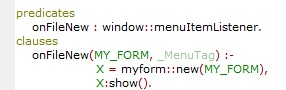 predicates
onFileNew : window::menuItemListener.
clauses
onFileNew(MY_FORM, _MenuTag) :-
X = myform::new(MY_FORM),
X:show().